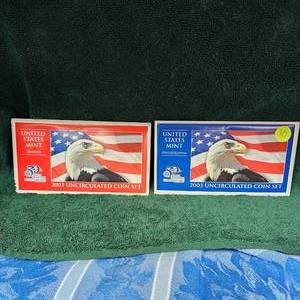 UNITED
STATES
MINT
2003 UNCIRCULATED COIN SET
UNITED
STATES
MINT
2003 UNCIRCULATED COIN SET